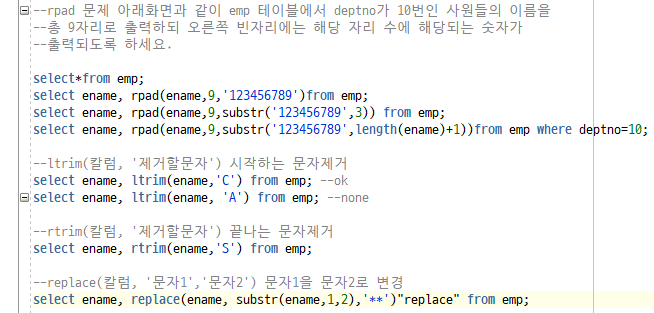 --rpad 문제 아래화면과 같이 emp 테이블에서 deptno가 10번인 사원들의 이름을
--총 9자리로 출력하되 오른쪽 빈자리에는 해당 자리 수에 해당되는 숫자가
--출력되도록 하세요.
select*from emp;
select ename, rpad(ename,9,'123456789')from emp;
select ename, rpad(ename,9,substr('123456789',3)) from emp;
select ename, rpad(ename,9,substr('123456789',length(ename)+1))from emp where deptno=10;
--ltrim(칼럼, '제거할문자') 시작하는 문자제거
select ename, ltrim(ename,'C') from emp; --ok
select ename, ltrim(ename, 'A') from emp; --none
--rtrim(칼럼, '제거할문자') 끝나는 문자제거
select ename, rtrim(ename,'S') from emp;
--replace(칼럼, '문자1','문자2') 문자1을 문자2로 변경
select ename, replace(ename, substr(ename,1,2),'**')"replace" from emp;